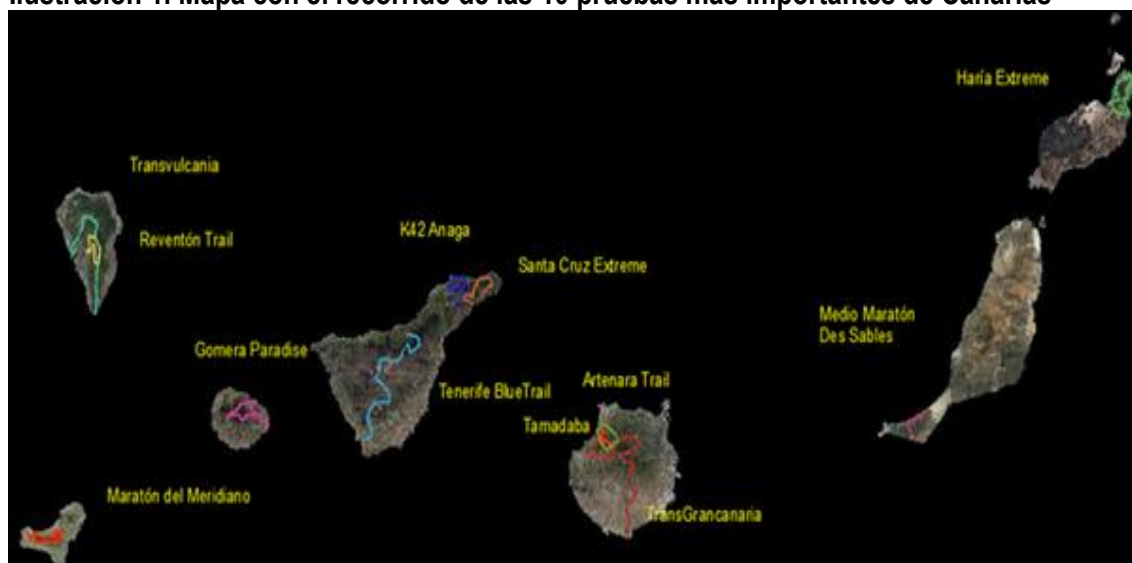 Ilustración 1. Mapa con el recorrido de las 10 pruebas más importantes de Canarias
Haría Extreme
Transvulcania
Reventón Trail
K42 Anaga
Santa Cruz Extreme
Medio Maratón
Des Sables
Gomera Paradise
Tenerife BlueTrail
Artenara Trail
Tamadaba
Maratón del Meridiano
TransGrancanaria